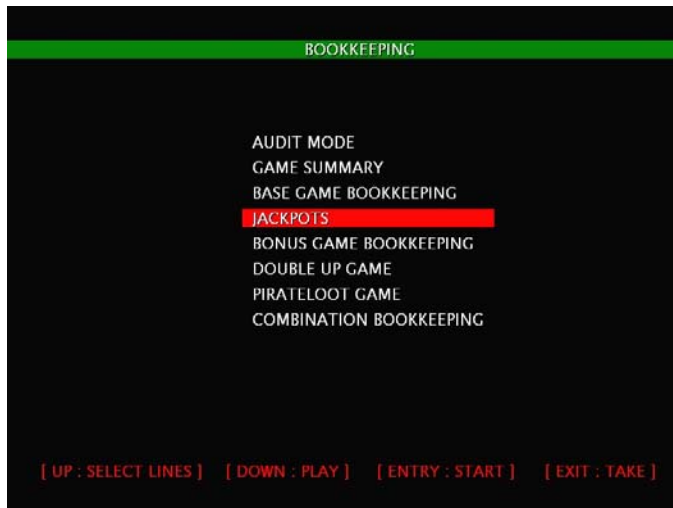 BOOKKEEPING
AUDIT MODE
GAME SUMMARY
BASE GAME BOOKKEEPING
JACKPOTS
BONUS GAME BOOKKEEPING
DOUBLE UP GAME
PIRATELOOT GAME
COMBINATION BOOKKEEPING
[ UP : SELECT LINES ] [ DOWN : PLAY ] [ ENTRY : START ] [ EXIT : TAKE ]